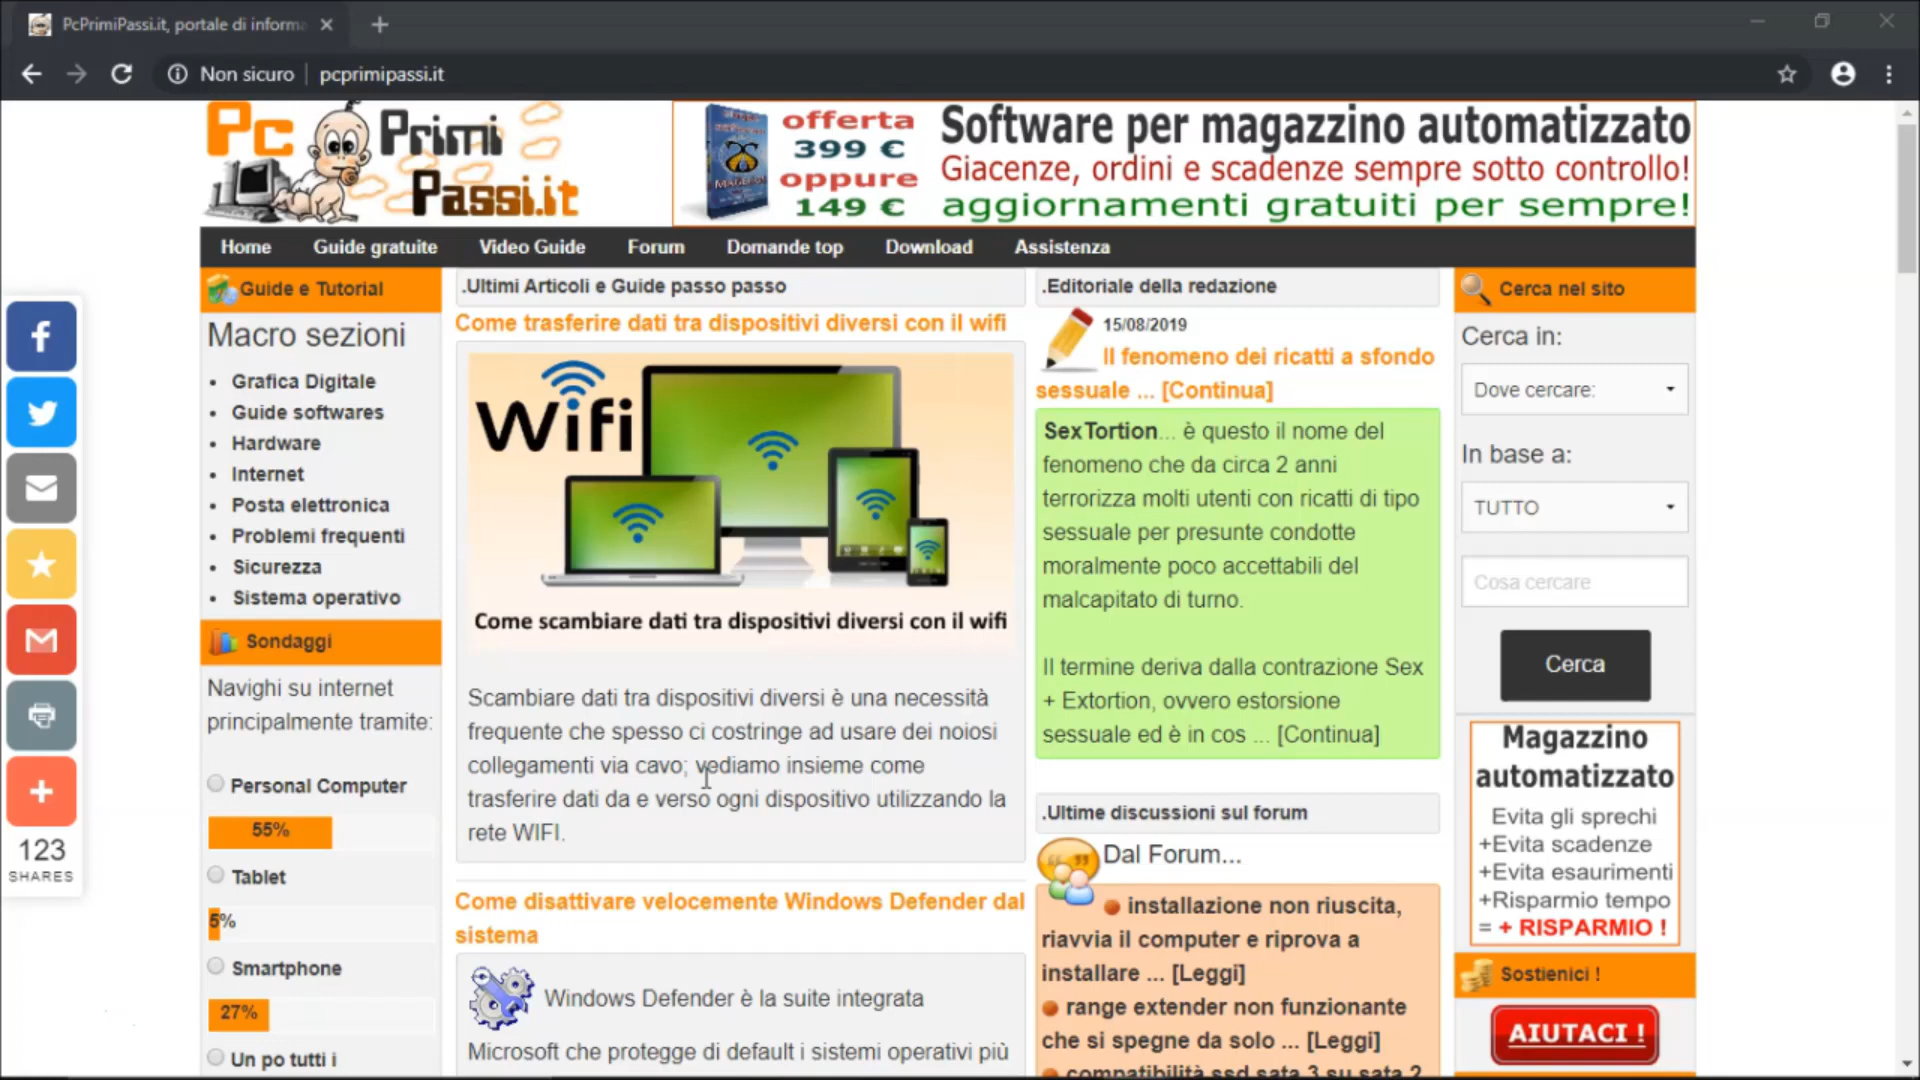 PcPrimiPassi.it, portale di informa
Non sicuro
pcprimipassi.it
Pc Primi
Passi.it
offerta
399 €
oppure
149 €
Software per magazzino automatizzato
Giacenze, ordini e scadenze sempre sotto controllo!
aggiornamenti gratuiti per sempre!
Home
Guide gratuite
Video Guide
Forum
Domande top
Download
Assistenza
Guide e Tutorial
Macro sezioni
Grafica Digitale
Guide softwares
Hardware
Internet
Posta elettronica
Problemi frequenti
Sicurezza
Sistema operativo
Sondaggi
Navighi su internet
principalmente tramite:
Personal Computer
55%
Tablet
5%
Smartphone
27%
Un po tutti i
123
SHARES
.Ultimi Articoli e Guide passo passo
Come trasferire dati tra dispositivi diversi con il wifi
Wifi
Come scambiare dati tra dispositivi diversi con il wifi
Scambiare dati tra dispositivi diversi è una necessità
frequente che spesso ci costringe ad usare dei noiosi
collegamenti via cavo; vediamo insieme come
trasferire dati da e verso ogni dispositivo utilizzando la
rete WIFI.
Come disattivare velocemente Windows Defender dal
sistema
Windows Defender è la suite integrata
Microsoft che protegge di default i sistemi operativi più
.Editoriale della redazione
15/08/2019
Il fenomeno dei ricatti a sfondo
sessuale ... [Continua]
SexTortion... è questo il nome del
fenomeno che da circa 2 anni
terrorizza molti utenti con ricatti di tipo
sessuale per presunte condotte
moralmente poco accettabili del
malcapitato di turno.
Il termine deriva dalla contrazione Sex
+ Extortion, ovvero estorsione
sessuale ed è in cos ... [Continua]
.Ultime discussioni sul forum
Dal Forum...
installazione non riuscita,
riavvia il computer e riprova a
installare ... [Leggi]
range extender non funzionante
che si spegne da solo ... [Leggi]
compatibilità ssd sata 3 su sata 2
Cerca nel sito
Cerca in:
Dove cercare:
In base a:
TUTTO
Cosa cercare
Cerca
Magazzino
automatizzato
Evita gli sprechi
+Evita scadenze
+Evita esaurimenti
+Risparmio tempo
= + RISPARMIO !
Sostienici !
AIUTACI !